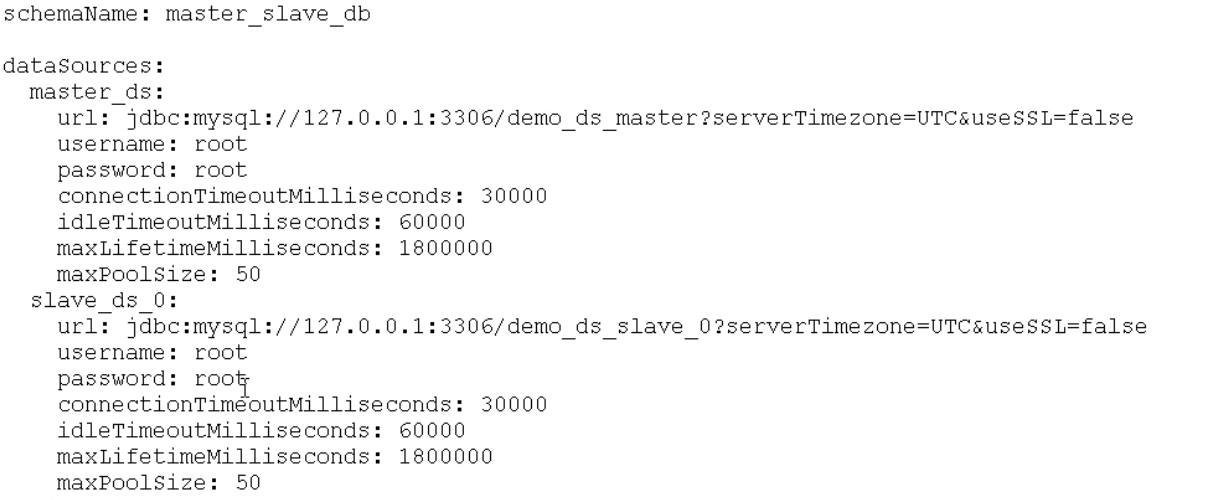 schemaName: master_slave_db
dataSources:
master_ds:
url: jdbc:mysql://127.0.0.1:3306/demo_ds_master?serverTimezone=UTC&useSSL=false
username: root
password: root
connectionTimeoutMilliseconds: 30000
idleTimeoutMilliseconds: 60000
maxLifetimeMilliseconds: 1800000
maxPoolSize: 50
slave_ds_0:
url: jdbc:mysql://127.0.0.1:3306/demo_ds_slave_0?serverTimezone=UTC&useSSL=false
username: root
password: root
connectionTimeoutMilliseconds: 30000
idleTimeoutMilliseconds: 60000
maxLifetimeMilliseconds: 1800000
maxPoolSize: 50